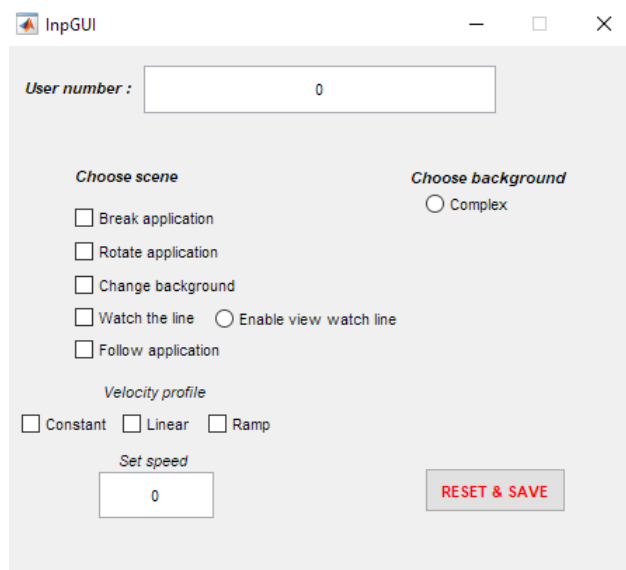 InpGUI
User number :
0
Choose scene
Choose background
Complex
Break application
Rotate application
Change background
Watch the line
Enable view watch line
Follow application
Velocity profile
Constant
Linear
Ramp
Set speed
0
RESET & SAVE